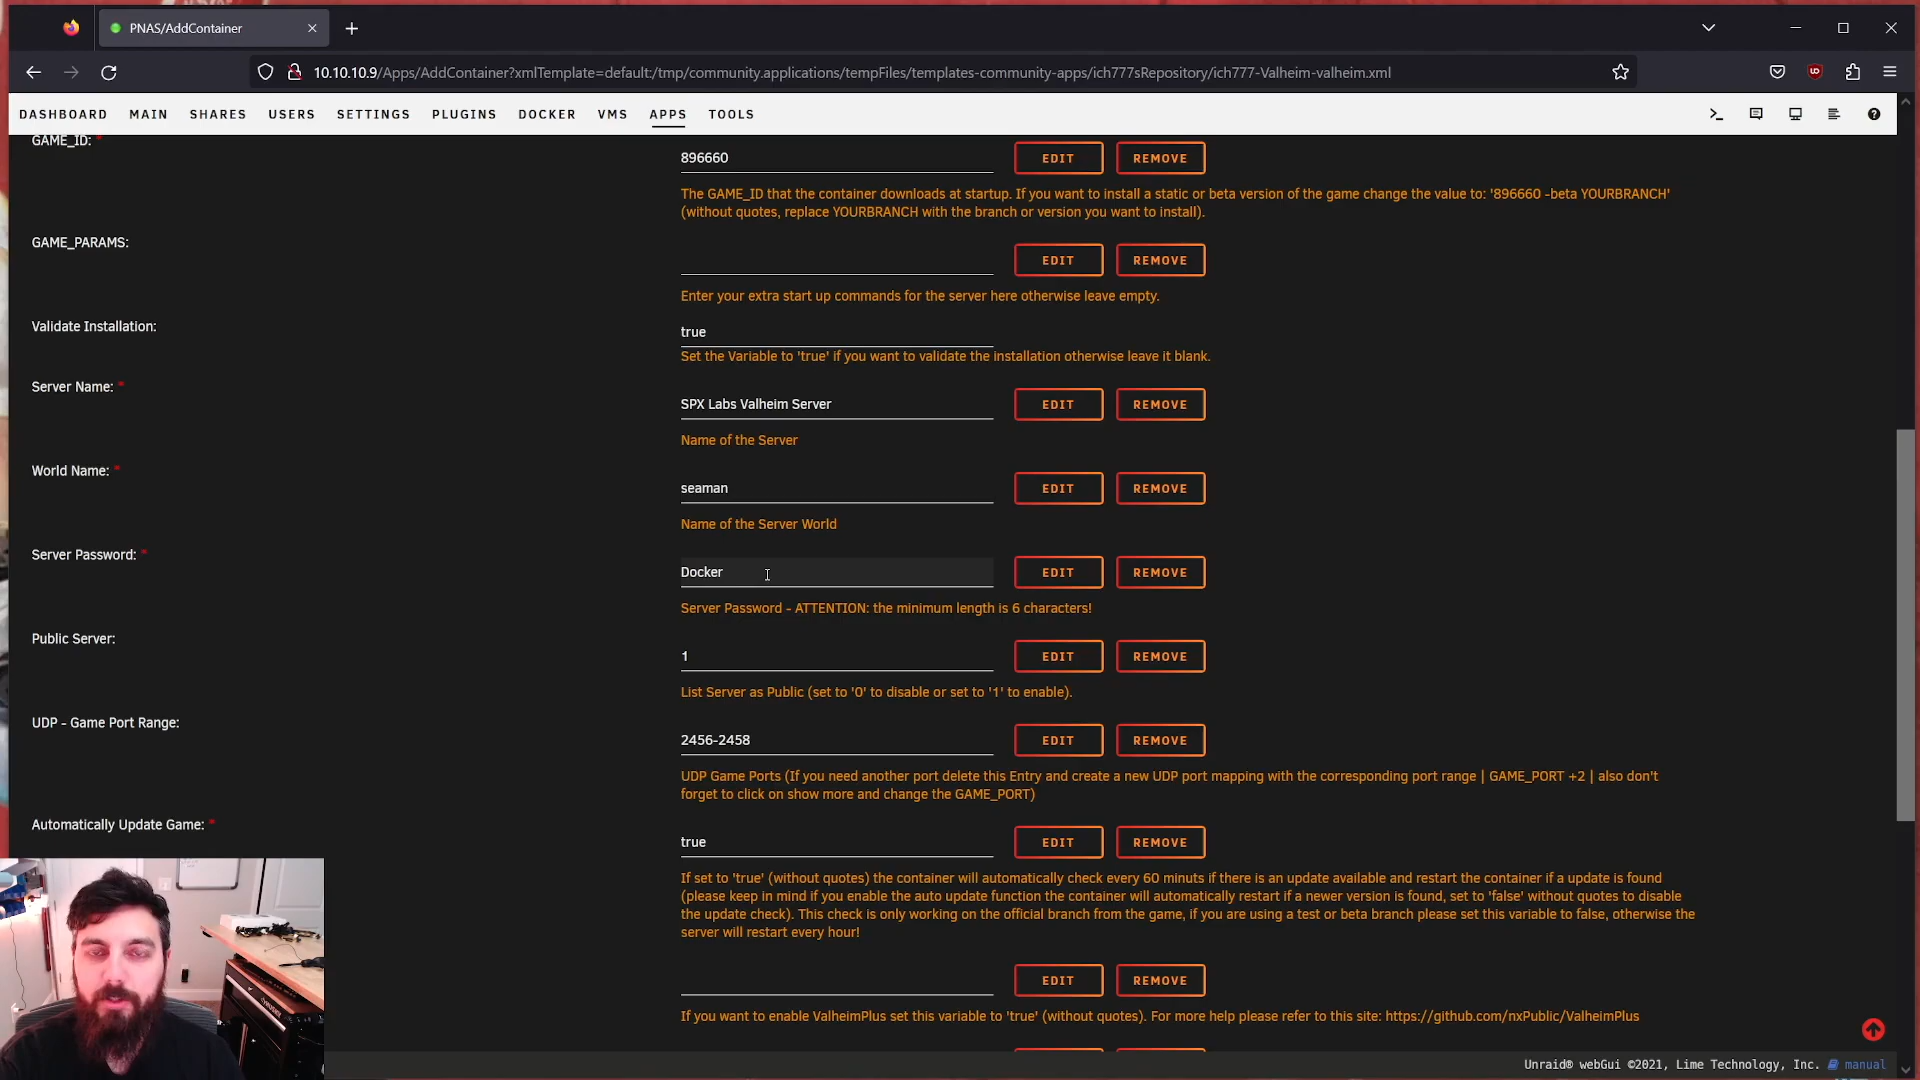 PNAS/AddContainer
10.10.10.9/Apps/AddContainer?xmlTemplate=default:/tmp/community.applications/tempFiles/templates-community-apps/ich777sRepository/ich777-Valheim-valheim.xml
DASHBOARD MAIN SHARES USERS SETTINGS PLUGINS DOCKER VMS APPS TOOLS
GAME_ID: *
896660 EDIT REMOVE
The GAME_ID that the container downloads at startup. If you want to install a static or beta version of the game change the value to: '896660 -beta YOURBRANCH'
(without quotes, replace YOURBRANCH with the branch or version you want to install).
GAME_PARAMS:
EDIT REMOVE
Enter your extra start up commands for the server here otherwise leave empty.
Validate Installation:
true
Set the Variable to 'true' if you want to validate the installation otherwise leave it blank.
Server Name: *
SPX Labs Valheim Server EDIT REMOVE
Name of the Server
World Name: *
seaman EDIT REMOVE
Name of the Server World
Server Password: *
Docker EDIT REMOVE
Server Password - ATTENTION: the minimum length is 6 characters!
Public Server:
1 EDIT REMOVE
List Server as Public (set to '0' to disable or set to '1' to enable).
UDP - Game Port Range:
2456-2458 EDIT REMOVE
UDP Game Ports (If you need another port delete this Entry and create a new UDP port mapping with the corresponding port range | GAME_PORT +2 | also don't
forget to click on show more and change the GAME_PORT)
Automatically Update Game: *
true EDIT REMOVE
If set to 'true' (without quotes) the container will automatically check every 60 minuts if there is an update available and restart the container if a update is found
(please keep in mind if you enable the auto update function the container will automatically restart if a newer version is found, set to 'false' without quotes to disable
the update check). This check is only working on the official branch from the game, if you are using a test or beta branch please set this variable to false, otherwise the
server will restart every hour!
EDIT REMOVE
If you want to enable ValheimPlus set this variable to 'true' (without quotes). For more help please refer to this site: https://github.com/nxPublic/ValheimPlus
Unraid® webGui ©2021, Lime Technology, Inc. manual